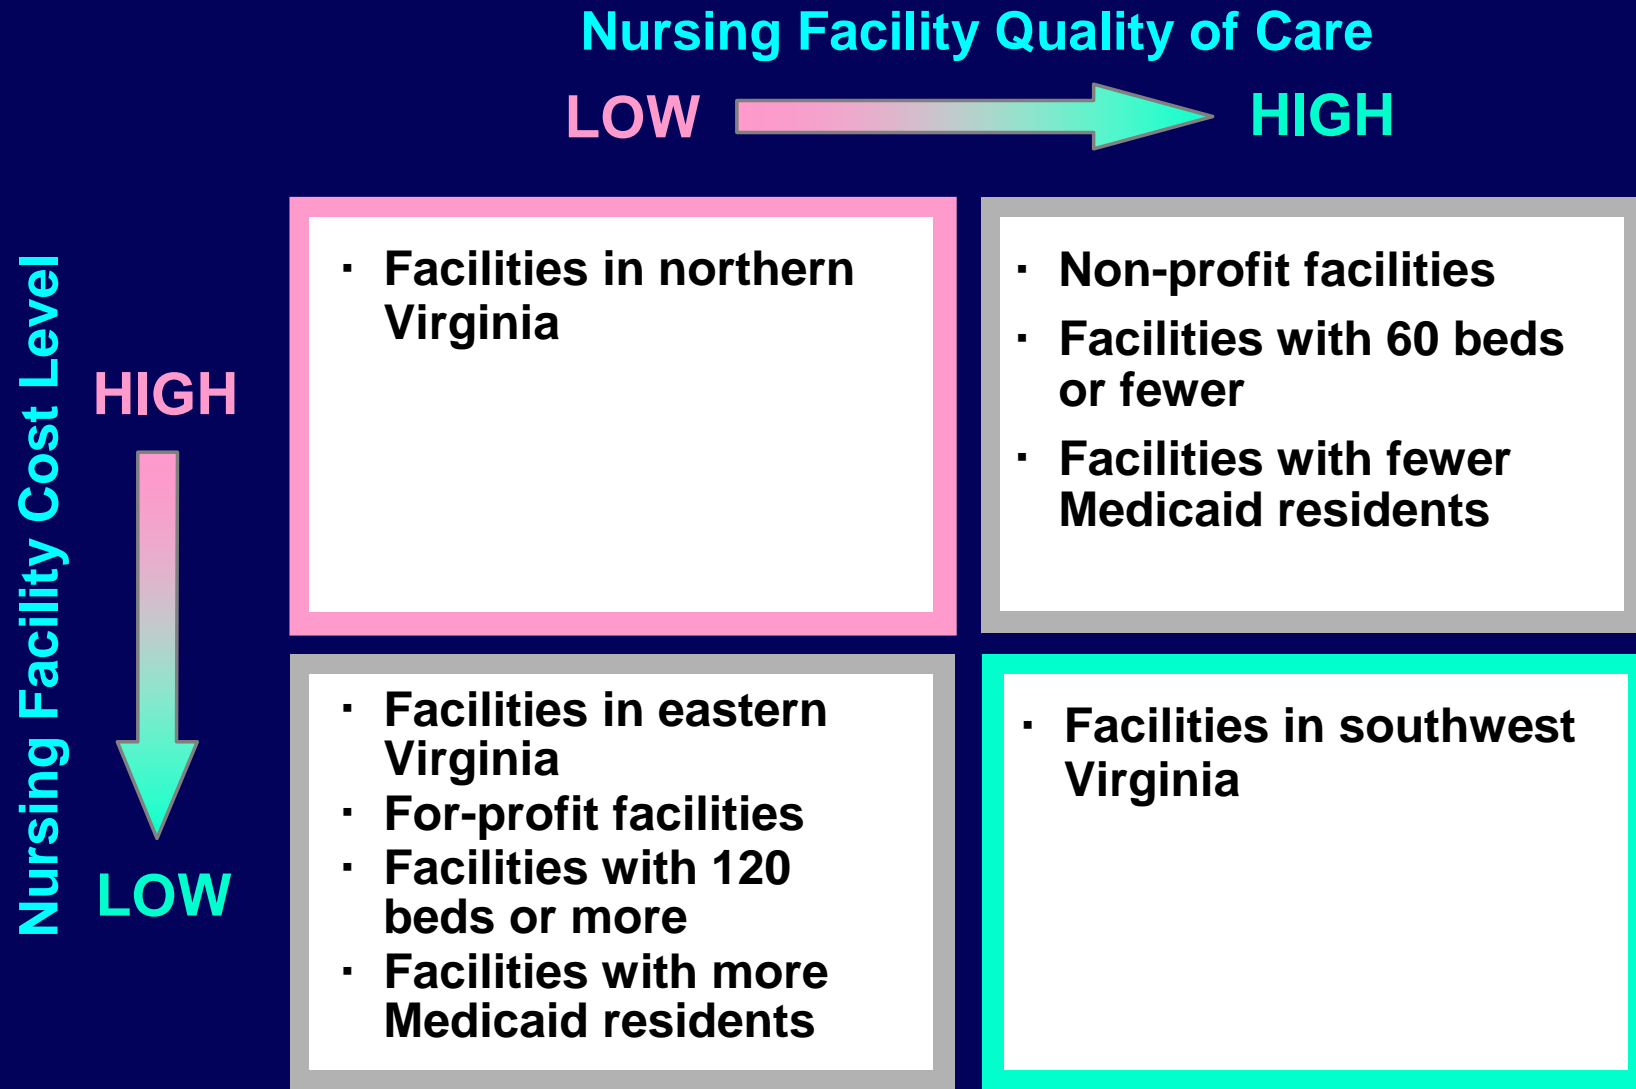 Nursing Facility Quality of Care
LOW
HIGH
Nursing Facility Cost Level
HIGH
LOW
· Facilities in northern
Virginia
· Non-profit facilities
· Facilities with 60 beds
or fewer
· Facilities with fewer
Medicaid residents
· Facilities in eastern
Virginia
· For-profit facilities
· Facilities with 120
beds or more
· Facilities with more
Medicaid residents
· Facilities in southwest
Virginia